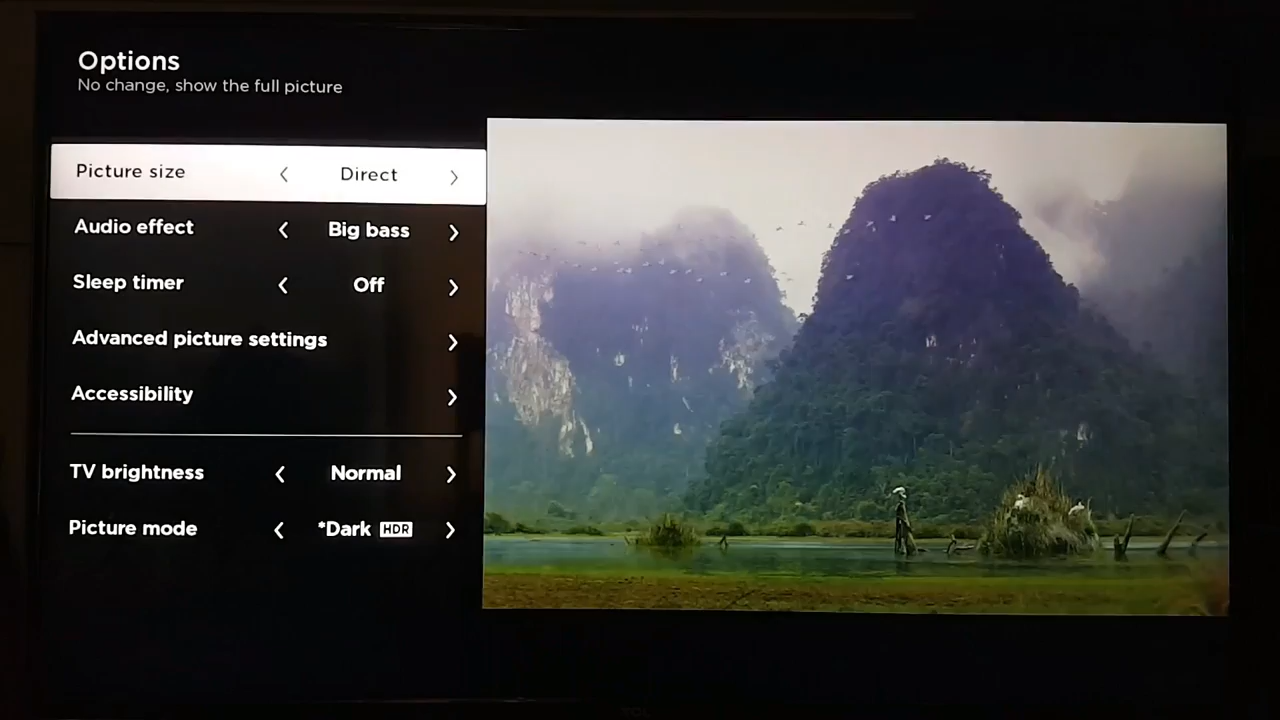 Options
No change, show the full picture
Picture size < Direct >
Audio effect < Big bass >
Sleep timer < Off >
Advanced picture settings >
Accessibility >
TV brightness < Normal >
Picture mode < *Dark HDR >